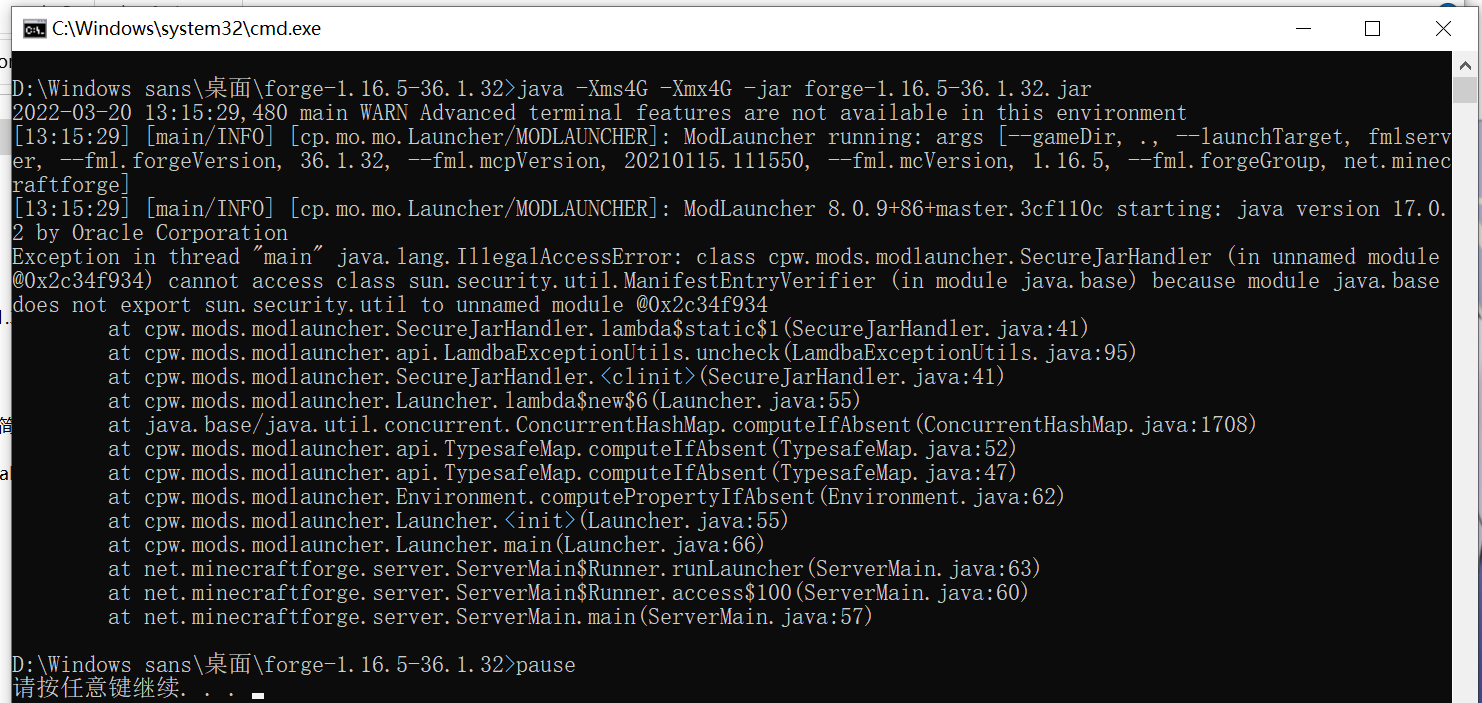 C:\Windows\system32\cmd.exe
D:\Windows sans\桌面\forge-1.16.5-36.1.32>java -Xms4G -Xmx4G -jar forge-1.16.5-36.1.32.jar
2022-03-20 13:15:29,480 main WARN Advanced terminal features are not available in this environment
[13:15:29] [main/INFO] [cp.mo.mo.Launcher/MODLAUNCHER]: ModLauncher running: args [--gameDir, ., --launchTarget, fmlserv
er, --fml.forgeVersion, 36.1.32, --fml.mcpVersion, 20210115.111550, --fml.mcVersion, 1.16.5, --fml.forgeGroup, net.minec
raftforge]
[13:15:29] [main/INFO] [cp.mo.mo.Launcher/MODLAUNCHER]: ModLauncher 8.0.9+86+master.3cf110c starting: java version 17.0.
2 by Oracle Corporation
Exception in thread "main" java.lang.IllegalAccessError: class cpw.mods.modlauncher.SecureJarHandler (in unnamed module
@0x2c34f934) cannot access class sun.security.util.ManifestEntryVerifier (in module java.base) because module java.base
does not export sun.security.util to unnamed module @0x2c34f934
at cpw.mods.modlauncher.SecureJarHandler.lambda$static$1(SecureJarHandler.java:41)
at cpw.mods.modlauncher.api.LamdbaExceptionUtils.uncheck(LamdbaExceptionUtils.java:95)
at cpw.mods.modlauncher.SecureJarHandler.<clinit>(SecureJarHandler.java:41)
at cpw.mods.modlauncher.Launcher.lambda$new$6(Launcher.java:55)
at java.base/java.util.concurrent.ConcurrentHashMap.computeIfAbsent(ConcurrentHashMap.java:1708)
at cpw.mods.modlauncher.api.TypesafeMap.computeIfAbsent(TypesafeMap.java:52)
at cpw.mods.modlauncher.api.TypesafeMap.computeIfAbsent(TypesafeMap.java:47)
at cpw.mods.modlauncher.Environment.computePropertyIfAbsent(Environment.java:62)
at cpw.mods.modlauncher.Launcher.<init>(Launcher.java:55)
at cpw.mods.modlauncher.Launcher.main(Launcher.java:66)
at net.minecraftforge.server.ServerMain$Runner.runLauncher(ServerMain.java:63)
at net.minecraftforge.server.ServerMain$Runner.access$100(ServerMain.java:60)
at net.minecraftforge.server.ServerMain.main(ServerMain.java:57)
D:\Windows sans\桌面\forge-1.16.5-36.1.32>pause
请按任意键继续. . .